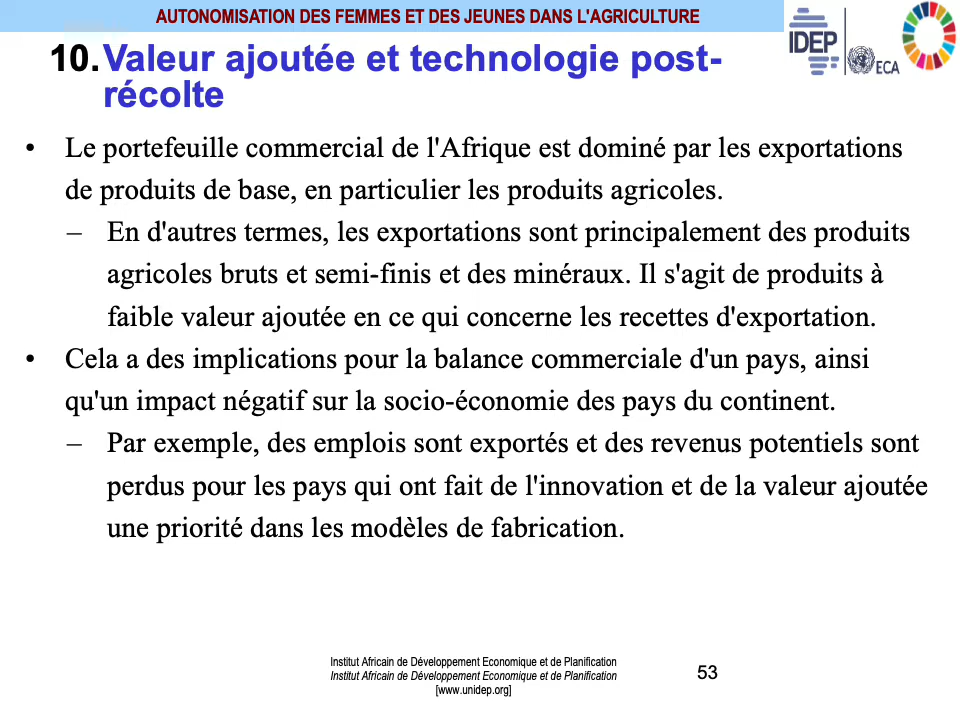 AUTONOMISATION DES FEMMES ET DES JEUNES DANS L'AGRICULTURE
IDEP
ECA
10. Valeur ajoutée et technologie post-
récolte
• Le portefeuille commercial de l'Afrique est dominé par les exportations
de produits de base, en particulier les produits agricoles.
– En d'autres termes, les exportations sont principalement des produits
agricoles bruts et semi-finis et des minéraux. Il s'agit de produits à
faible valeur ajoutée en ce qui concerne les recettes d'exportation.
• Cela a des implications pour la balance commerciale d'un pays, ainsi
qu'un impact négatif sur la socio-économie des pays du continent.
– Par exemple, des emplois sont exportés et des revenus potentiels sont
perdus pour les pays qui ont fait de l'innovation et de la valeur ajoutée
une priorité dans les modèles de fabrication.
Institut Africain de Développement Economique et de Planification
Institut Africain de Développement Economique et de Planification
[www.unidep.org]
53